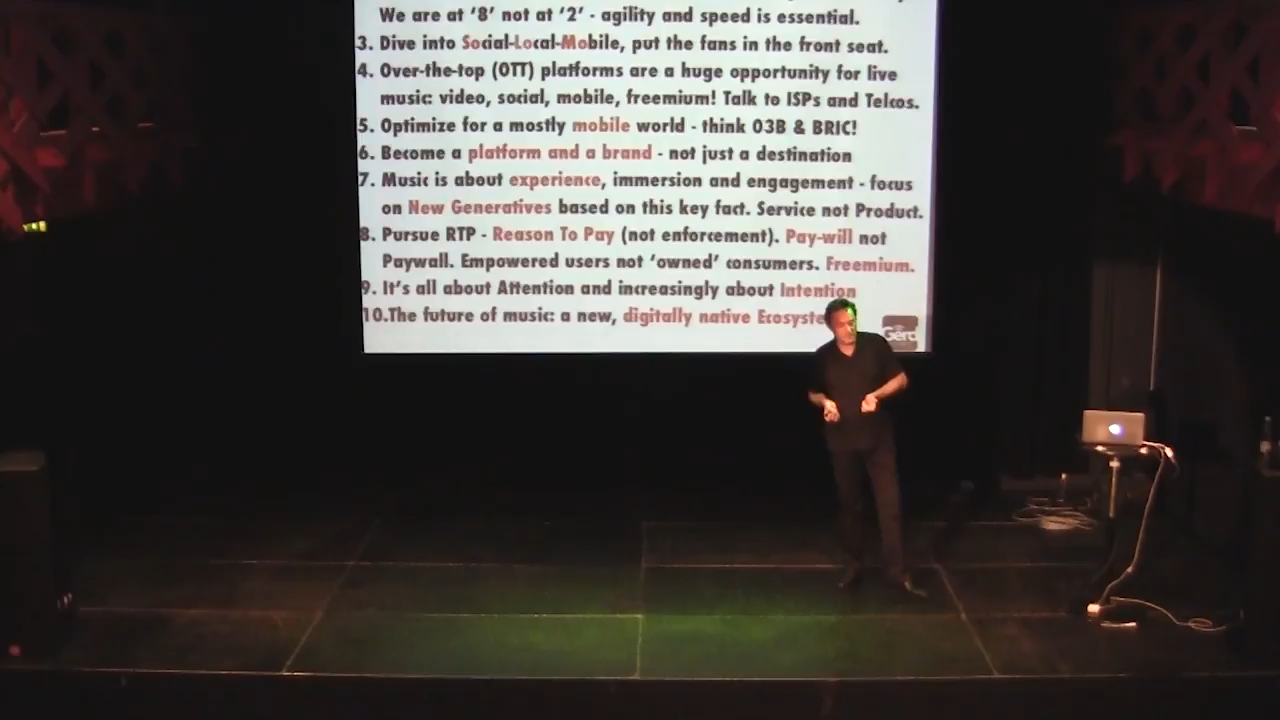 We are at ‘8’ not at ‘2’ - agility and speed is essential.
3. Dive into Social-Local-Mobile, put the fans in the front seat.
4. Over-the-top (OTT) platforms are a huge opportunity for live
music: video, social, mobile, freemium! Talk to ISPs and Telcos.
5. Optimize for a mostly mobile world - think O3B & BRIC!
6. Become a platform and a brand - not just a destination
7. Music is about experience, immersion and engagement - focus
on New Generatives based on this key fact. Service not Product.
8. Pursue RTP - Reason To Pay (not enforcement). Pay-will not
Paywall. Empowered users not ‘owned’ consumers. Freemium.
9. It’s all about Attention and increasingly about Intention
10.The future of music: a new, digitally native Ecosyste
Gerd